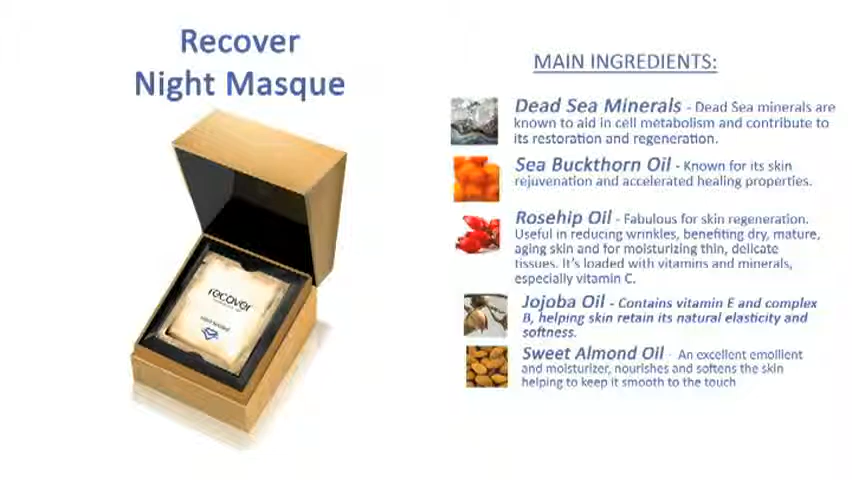 Recover
Night Masque
recover
MAIN INGREDIENTS:
Dead Sea Minerals - Dead Sea minerals are
known to aid in cell metabolism and contribute to
its restoration and regeneration.
Sea Buckthorn Oil - Known for its skin
rejuvenation and accelerated healing properties.
Rosehip Oil - Fabulous for skin regeneration.
Useful in reducing wrinkles, benefiting dry, mature,
aging skin and for moisturizing thin, delicate
tissues. It's loaded with vitamins and minerals,
especially vitamin C.
Jojoba Oil - Contains vitamin E and complex
B, helping skin retain its natural elasticity and
softness.
Sweet Almond Oil - An excellent emollient
and moisturizer, nourishes and softens the skin
helping to keep it smooth to the touch